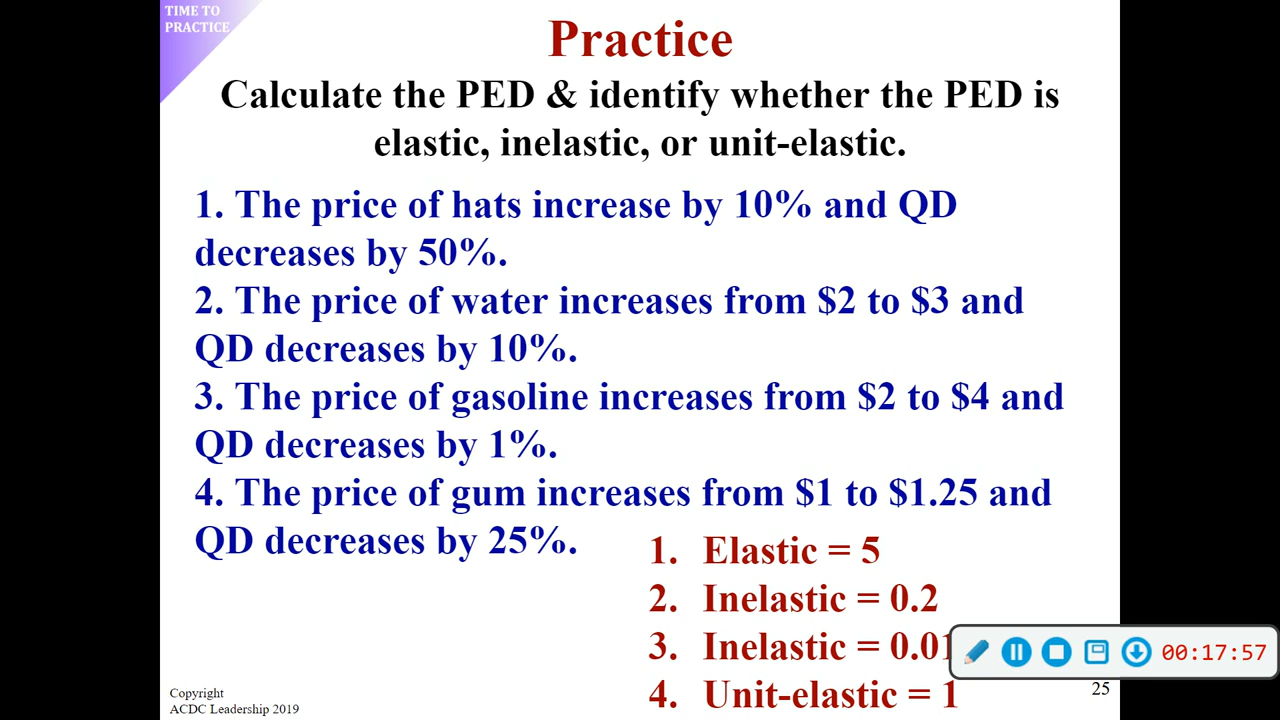 TIME TO
PRACTICE
Practice
Calculate the PED & identify whether the PED is
elastic, inelastic, or unit-elastic.
1. The price of hats increase by 10% and QD
decreases by 50%.
2. The price of water increases from $2 to $3 and
QD decreases by 10%.
3. The price of gasoline increases from $2 to $4 and
QD decreases by 1%.
4. The price of gum increases from $1 to $1.25 and
QD decreases by 25%.
1. Elastic = 5
2. Inelastic = 0.2
3. Inelastic = 0.01
4. Unit-elastic = 1
00:17:57
Copyright
ACDC Leadership 2019
25